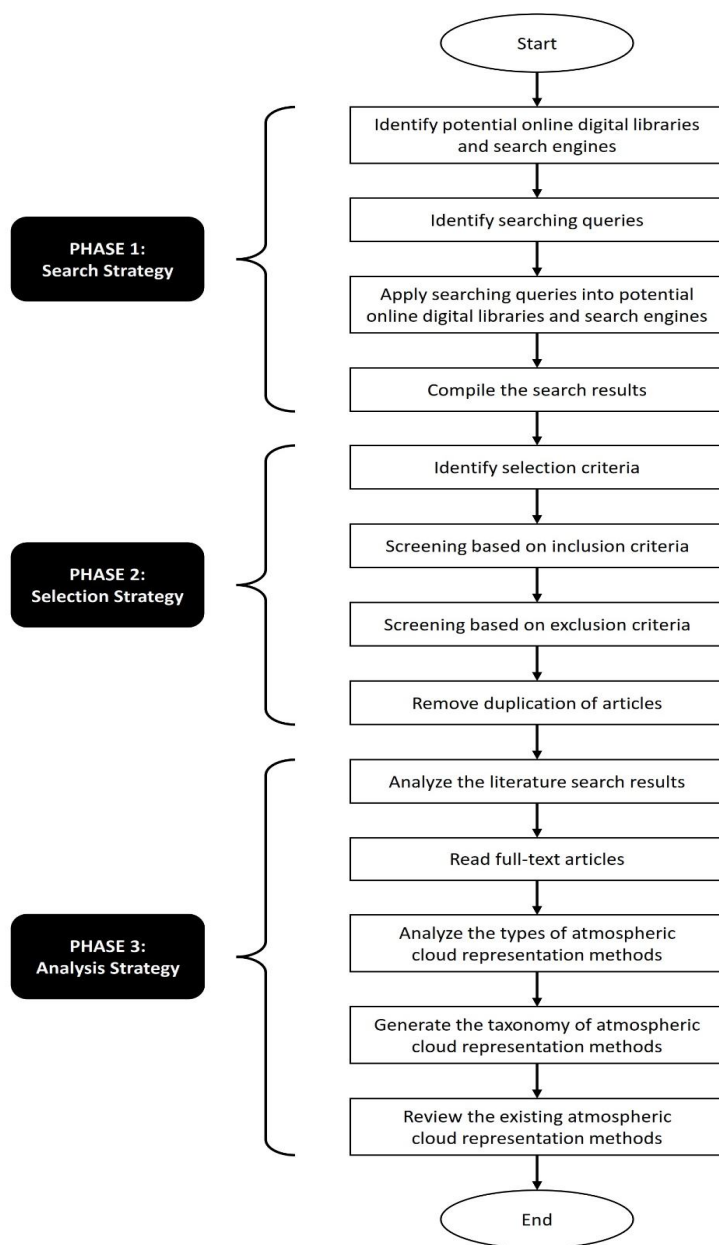 Start
Identify potential online digital libraries
and search engines
Identify searching queries
PHASE 1:
Search Strategy
Apply searching queries into potential
online digital libraries and search engines
Compile the search results
Identify selection criteria
Screening based on inclusion criteria
PHASE 2:
Selection Strategy
Screening based on exclusion criteria
Remove duplication of articles
Analyze the literature search results
Read full-text articles
PHASE 3:
Analysis Strategy
Analyze the types of atmospheric
cloud representation methods
Generate the taxonomy of atmospheric
cloud representation methods
Review the existing atmospheric
cloud representation methods
End